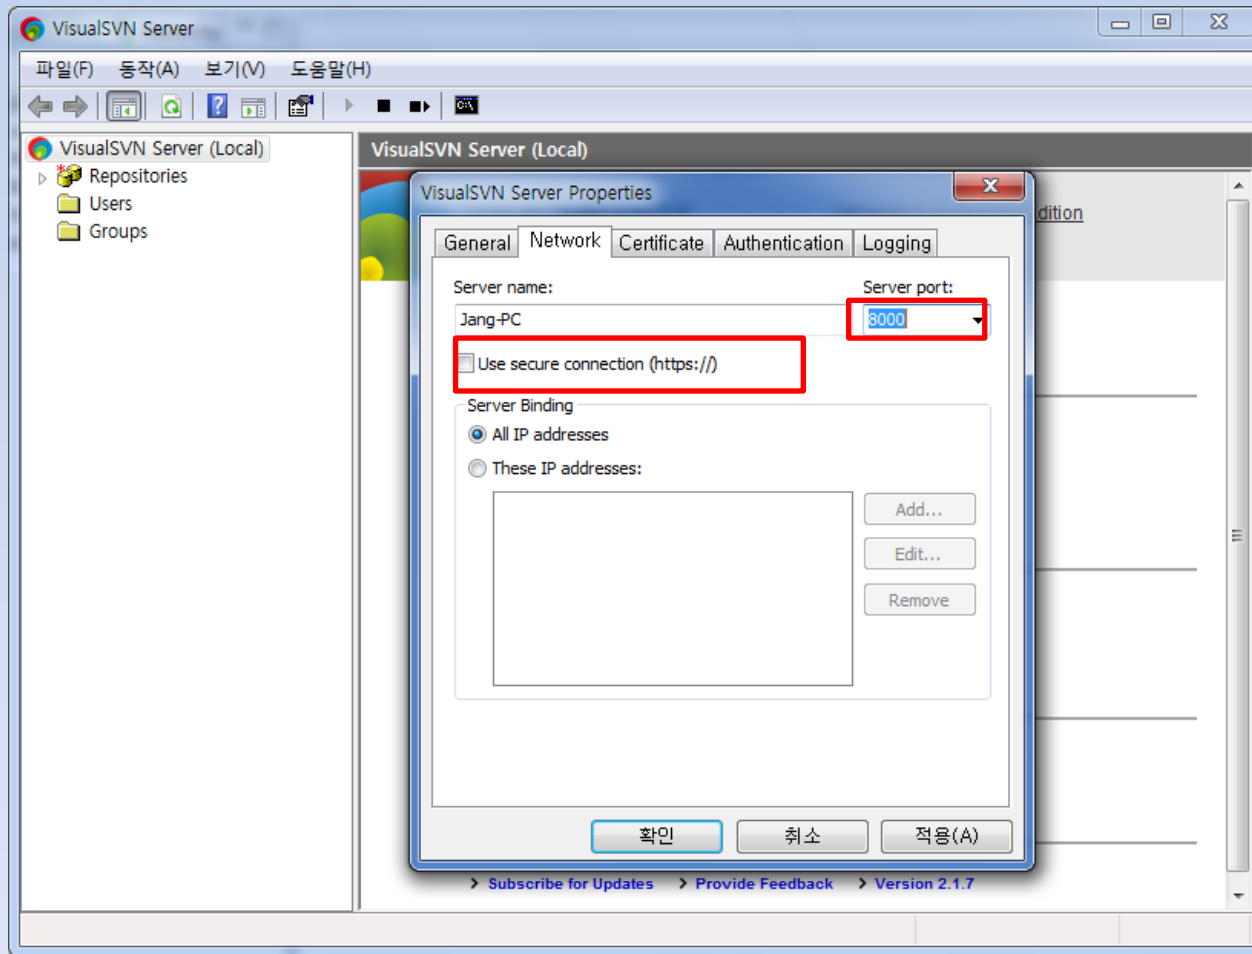 VisualSVN Server
파일(F) 동작(A) 보기(V) 도움말(H)
VisualSVN Server (Local)
Repositories
Users
Groups
VisualSVN Server (Local)
dition
VisualSVN Server Properties
General Network Certificate Authentication Logging
Server name: Server port:
Jang-PC 8000
Use secure connection (https://)
Server Binding
All IP addresses
These IP addresses:
Add...
Edit...
Remove
확인 취소 적용(A)
> Subscribe for Updates > Provide Feedback > Version 2.1.7